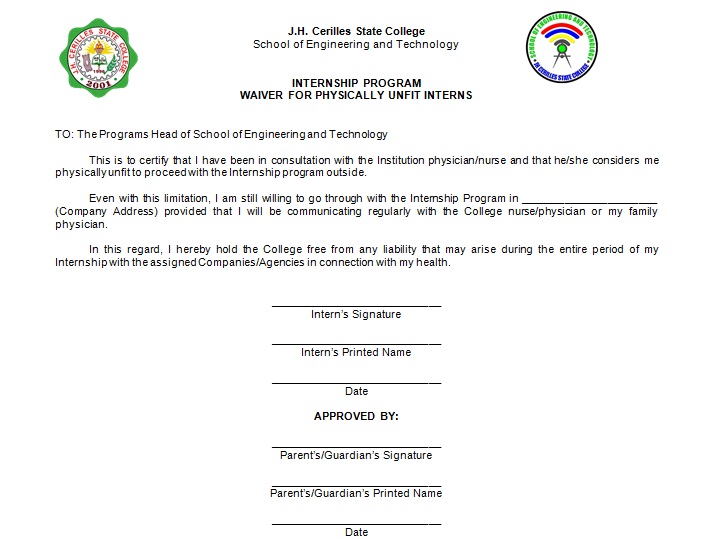 J.H. CERILLES STATE COLLEGE
2001
SCHOOL OF ENGINEERING AND TECHNOLOGY
JH CERILLES STATE COLLEGE
J.H. Cerilles State College
School of Engineering and Technology
INTERNSHIP PROGRAM
WAIVER FOR PHYSICALLY UNFIT INTERNS
TO: The Programs Head of School of Engineering and Technology
This is to certify that I have been in consultation with the Institution physician/nurse and that he/she considers me
physically unfit to proceed with the Internship program outside.
Even with this limitation, I am still willing to go through with the Internship Program in ______________________
(Company Address) provided that I will be communicating regularly with the College nurse/physician or my family
physician.
In this regard, I hereby hold the College free from any liability that may arise during the entire period of my
Internship with the assigned Companies/Agencies in connection with my health.
____________________________
Intern's Signature
____________________________
Intern's Printed Name
____________________________
Date
APPROVED BY:
____________________________
Parent's/Guardian's Signature
____________________________
Parent's/Guardian's Printed Name
____________________________
Date